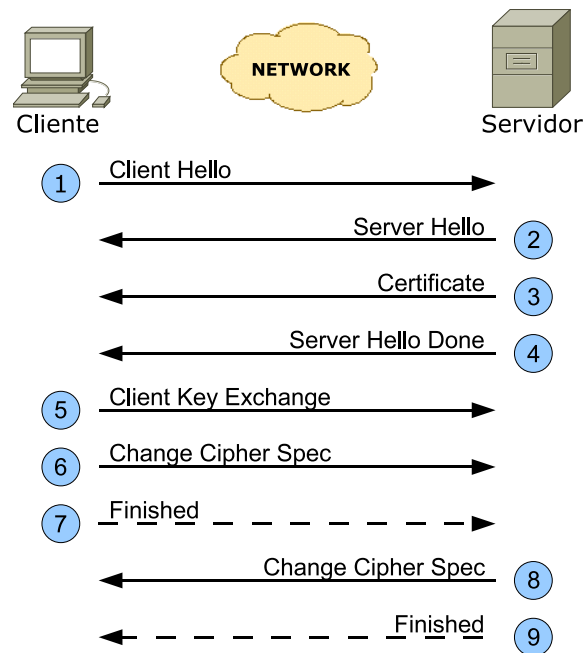 NETWORK
Cliente
Servidor
1 Client Hello
Server Hello 2
Certificate 3
Server Hello Done 4
5 Client Key Exchange
6 Change Cipher Spec
7 Finished
Change Cipher Spec 8
Finished 9